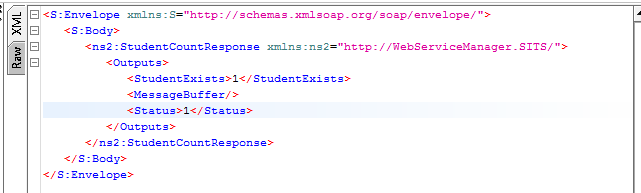 XML
Raw
<S:Envelope xmlns:S="http://schemas.xmlsoap.org/soap/envelope/">
<S:Body>
<ns2:StudentCountResponse xmlns:ns2="http://WebServiceManager.SITS/">
<Outputs>
<StudentExists>1</StudentExists>
<MessageBuffer/>
<Status>1</Status>
</Outputs>
</ns2:StudentCountResponse>
</S:Body>
</S:Envelope>